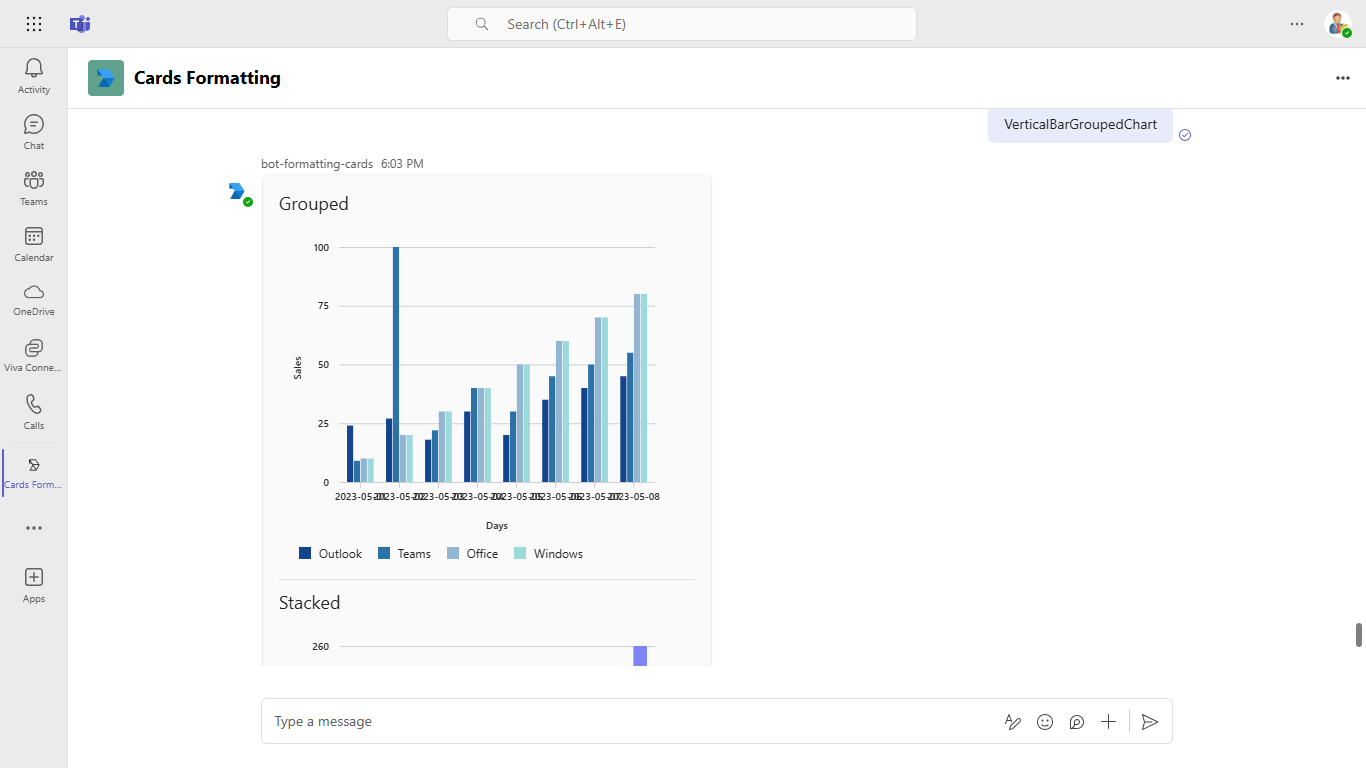 Search (Ctrl+Alt+E)
Activity
Chat
Teams
Calendar
OneDrive
Viva Conne...
Calls
Cards Form...
Apps
Cards Formatting
VerticalBarGroupedChart
bot-formatting-cards 6:03 PM
Grouped
100
75
50
25
0
Sales
2023-05-01 2023-05-02 2023-05-03 2023-05-04 2023-05-05 2023-05-06 2023-05-07 2023-05-08
Days
Outlook Teams Office Windows
Stacked
260
Type a message